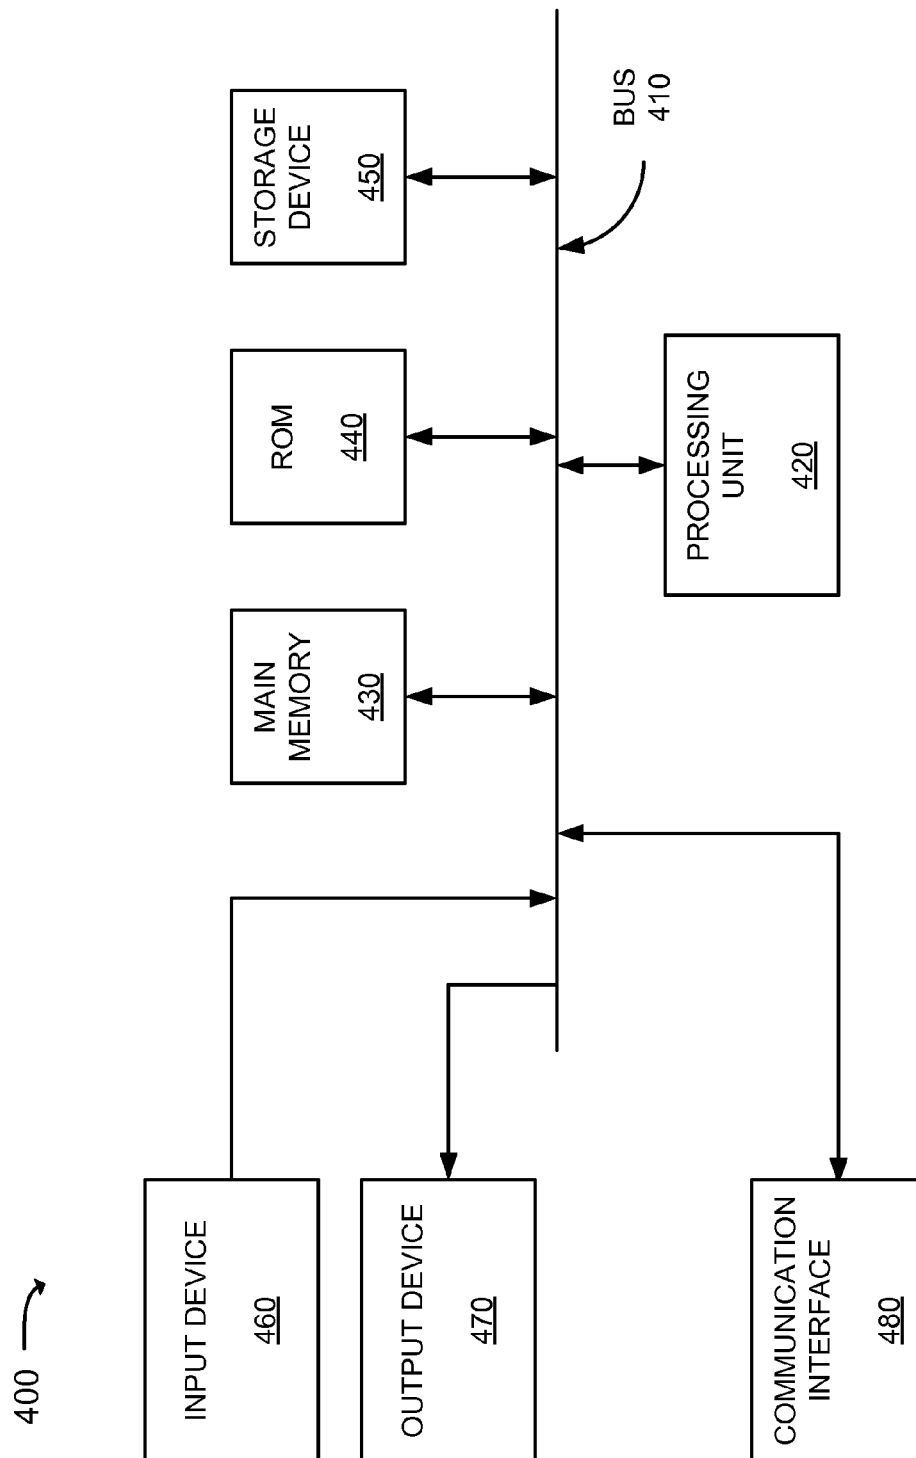 400
INPUT DEVICE
460
OUTPUT DEVICE
470
COMMUNICATION
INTERFACE
480
MAIN
MEMORY
430
ROM
440
STORAGE
DEVICE
450
PROCESSING
UNIT
420
BUS
410